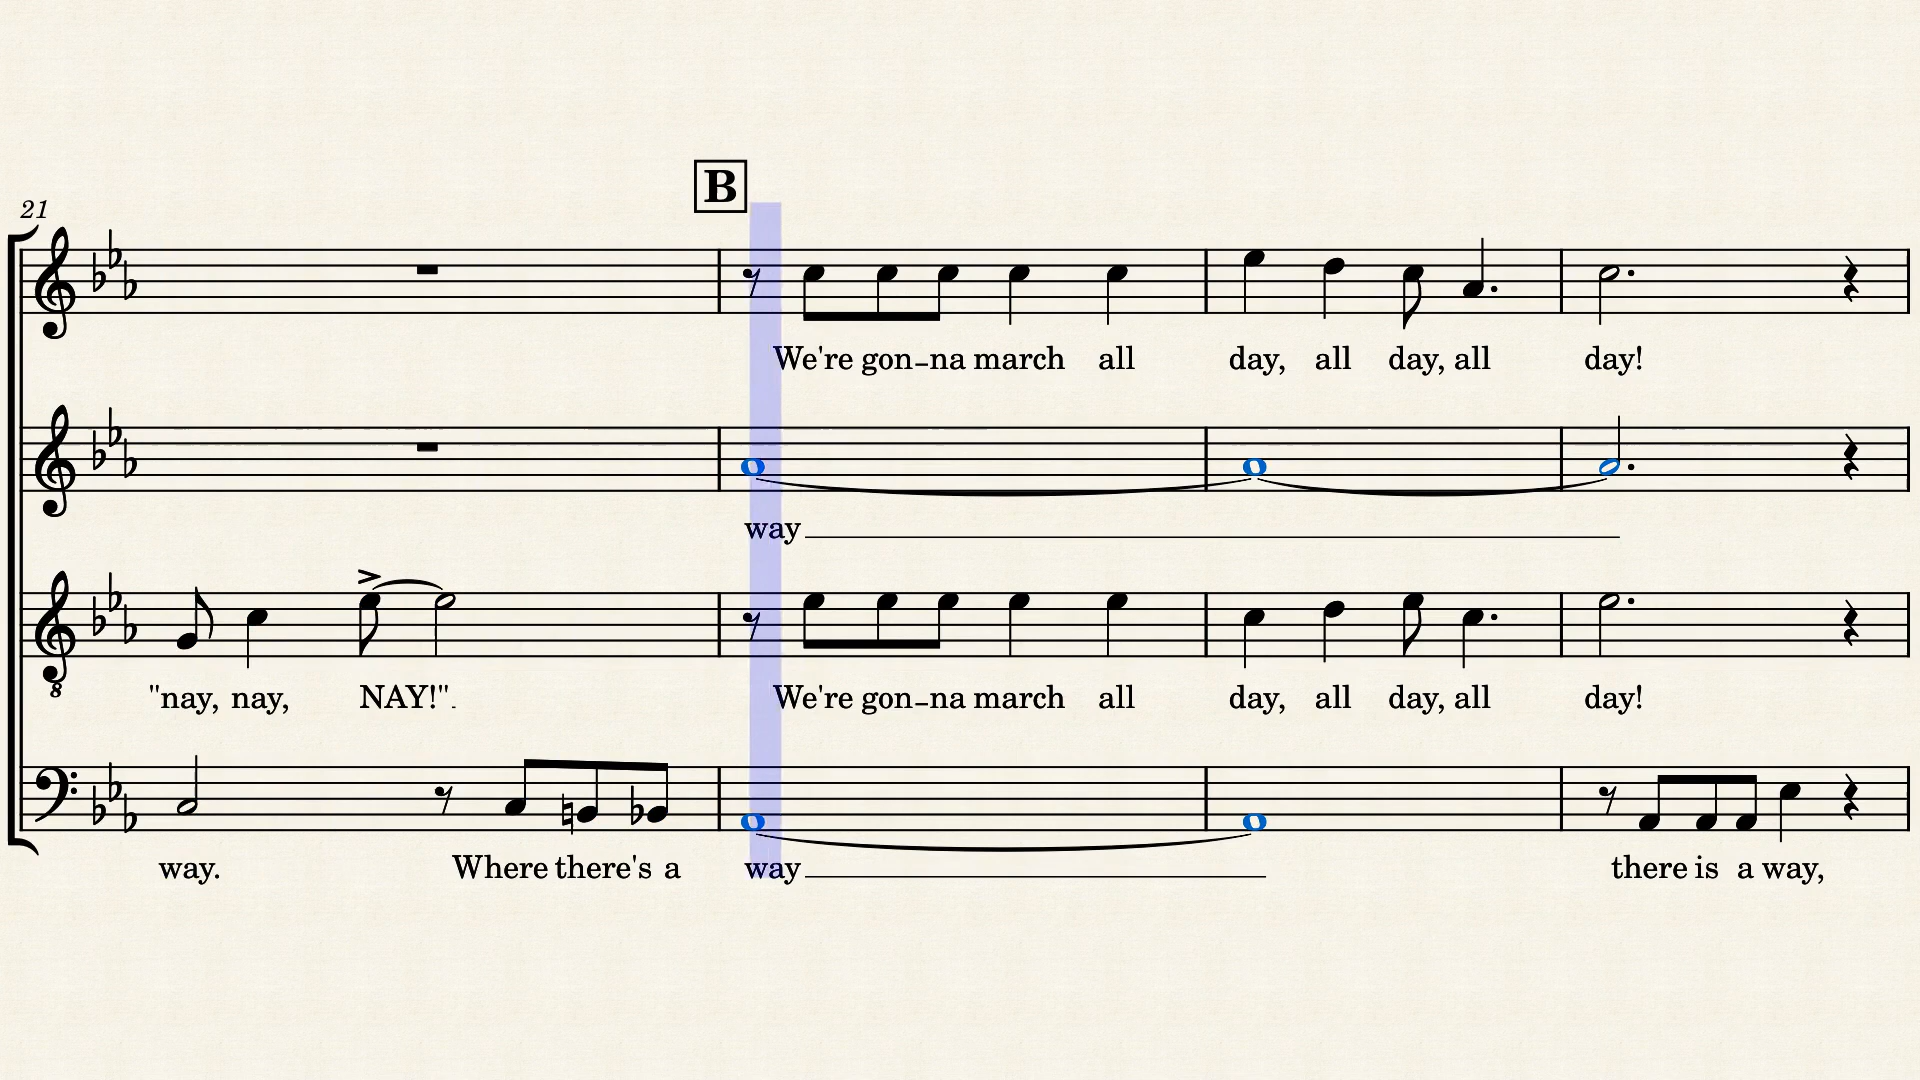 B
21
We're gon-na march all day, all day, all day!
way
"nay, nay, NAY!". We're gon-na march all day, all day, all day!
8
way. Where there's a way there is a way,